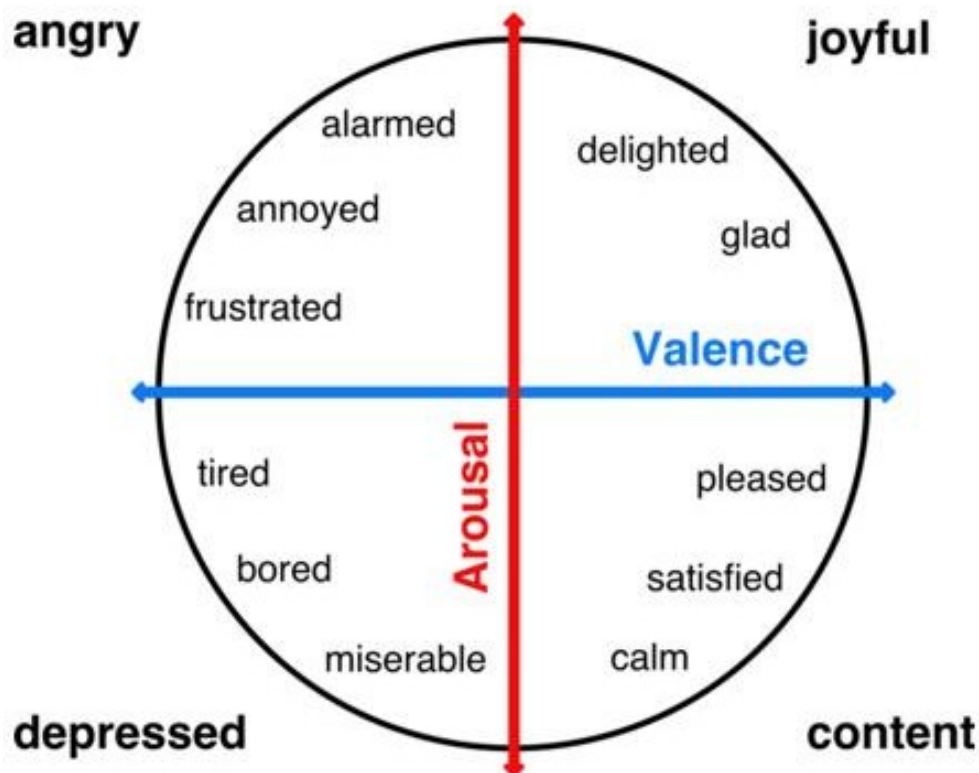 angry
joyful
alarmed
delighted
annoyed
glad
frustrated
Valence
Arousal
tired
pleased
bored
satisfied
miserable
calm
depressed
content